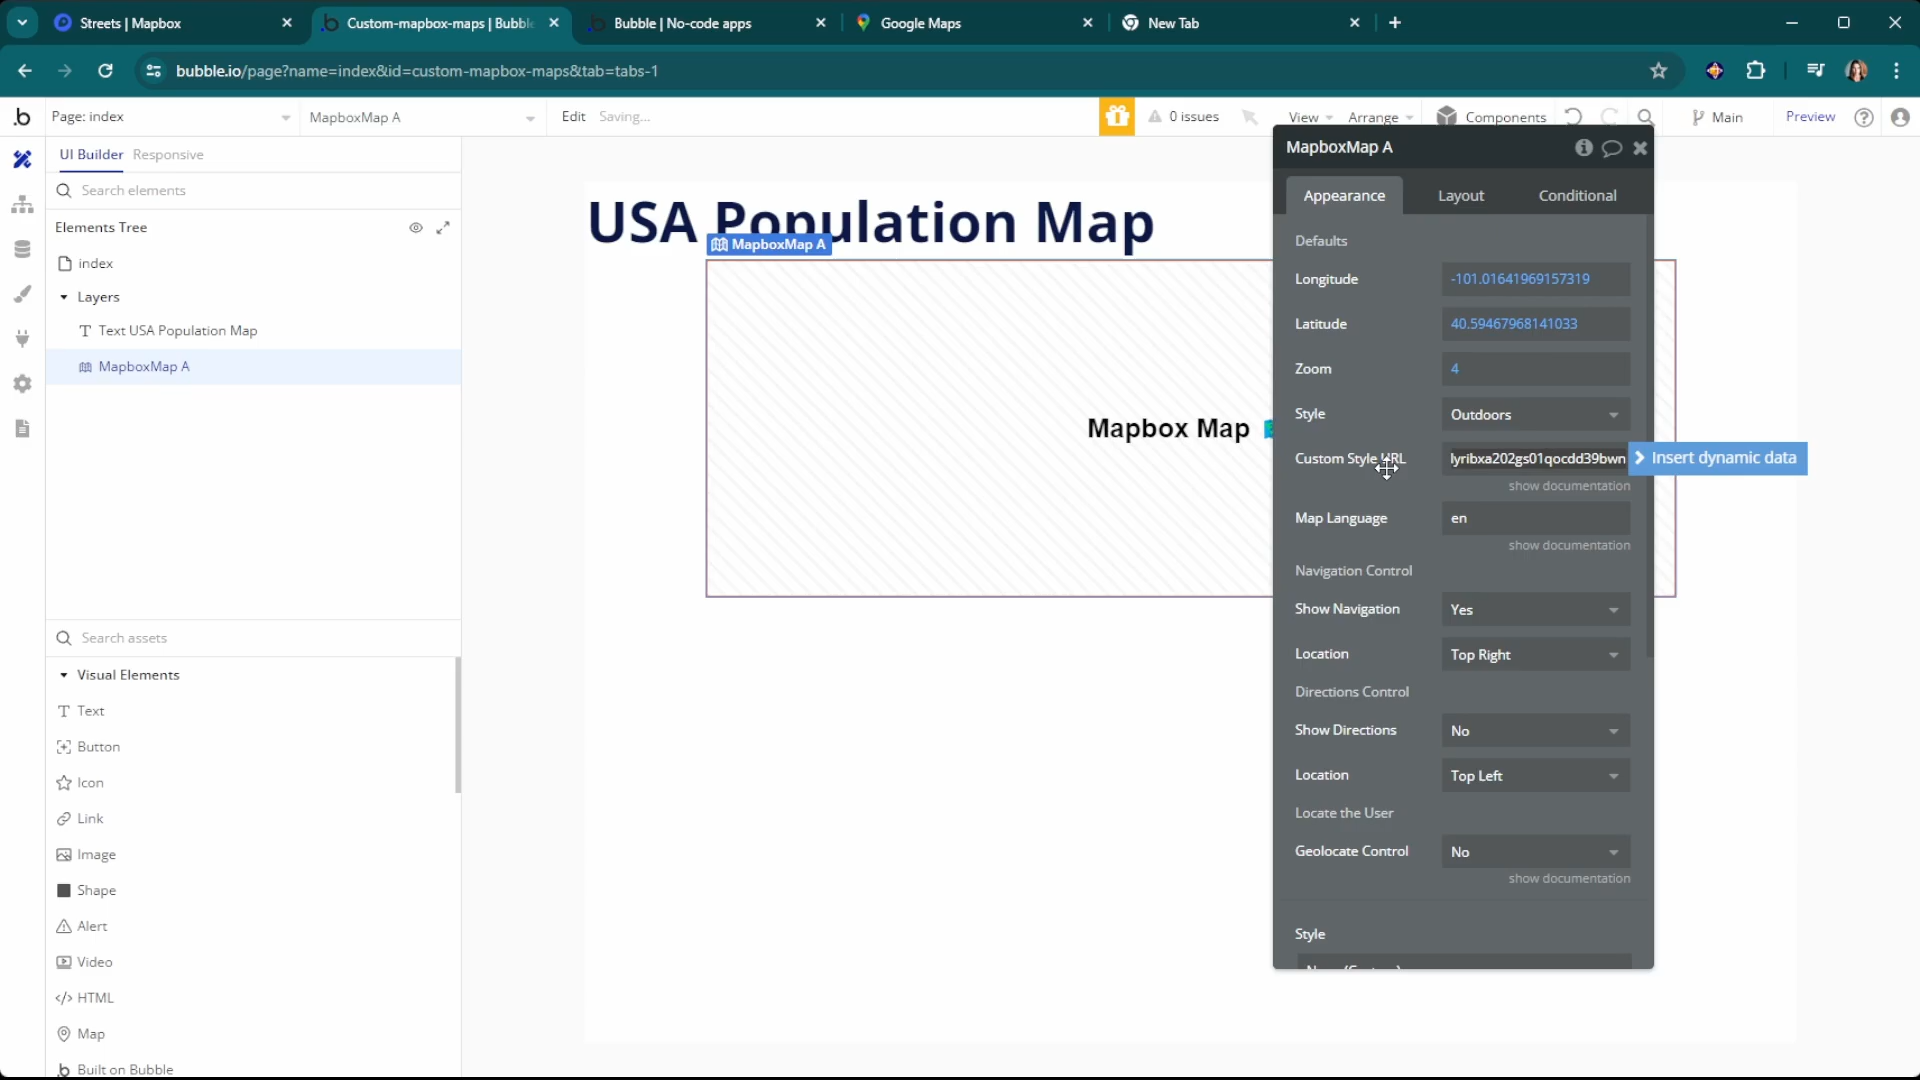 Streets | Mapbox
Custom-mapbox-maps | Bubble
Bubble | No-code apps
Google Maps
New Tab
bubble.io/page?name=index&id=custom-mapbox-maps&tab=tabs-1
Page: index
MapboxMap A
Edit
Saving...
0 issues
View
Arrange
Components
Main
Preview
UI Builder
Responsive
Search elements
Elements Tree
index
Layers
Text USA Population Map
MapboxMap A
Search assets
Visual Elements
Text
Button
Icon
Link
Image
Shape
Alert
Video
HTML
Map
Built on Bubble
USA Population Map
MapboxMap A
Mapbox Map
MapboxMap A
Appearance
Layout
Conditional
Defaults
Longitude
-101.01641969157319
Latitude
40.59467968141033
Zoom
4
Style
Outdoors
Custom Style URL
lyribxa202gs01qocdd39bwn
Insert dynamic data
show documentation
Map Language
en
show documentation
Navigation Control
Show Navigation
Yes
Location
Top Right
Directions Control
Show Directions
No
Location
Top Left
Locate the User
Geolocate Control
No
show documentation
Style